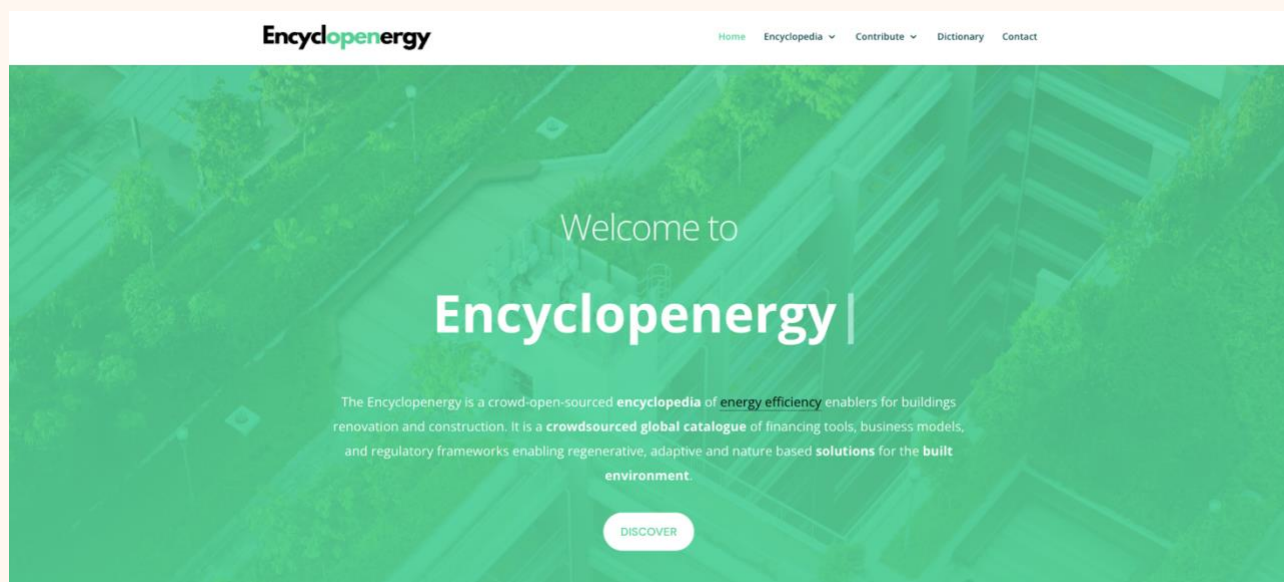 Encyclopenergy
Home Encyclopedia Contribute Dictionary Contact
Welcome to
Encyclopenergy
The Encyclopenergy is a crowd-open-sourced encyclopedia of energy efficiency enablers for buildings
renovation and construction. It is a crowdsourced global catalogue of financing tools, business models,
and regulatory frameworks enabling regenerative, adaptive and nature based solutions for the built
environment.
DISCOVER